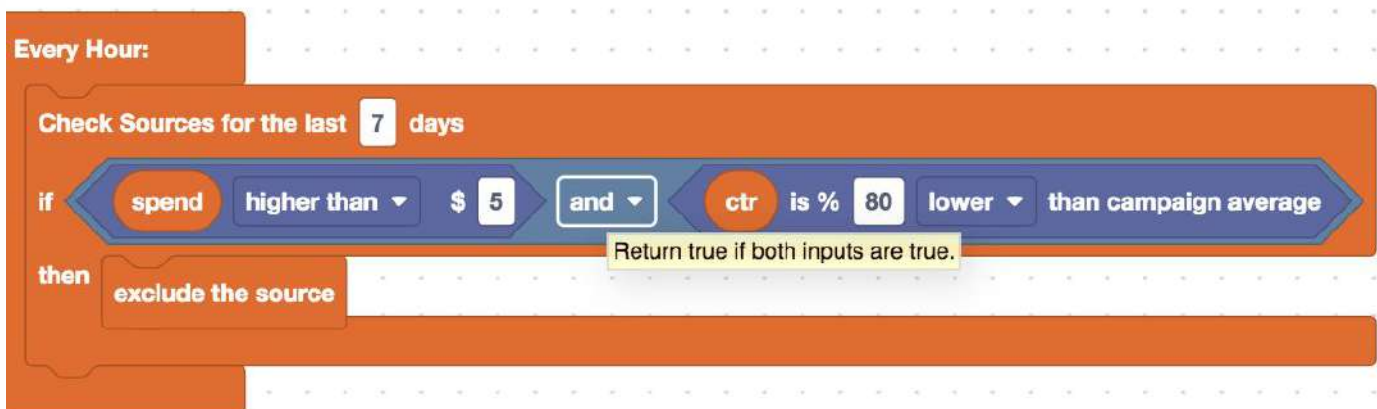 Every Hour:
Check Sources for the last 7 days
if spend higher than $ 5 and ctr is % 80 lower than campaign average
Return true if both inputs are true.
then
exclude the source